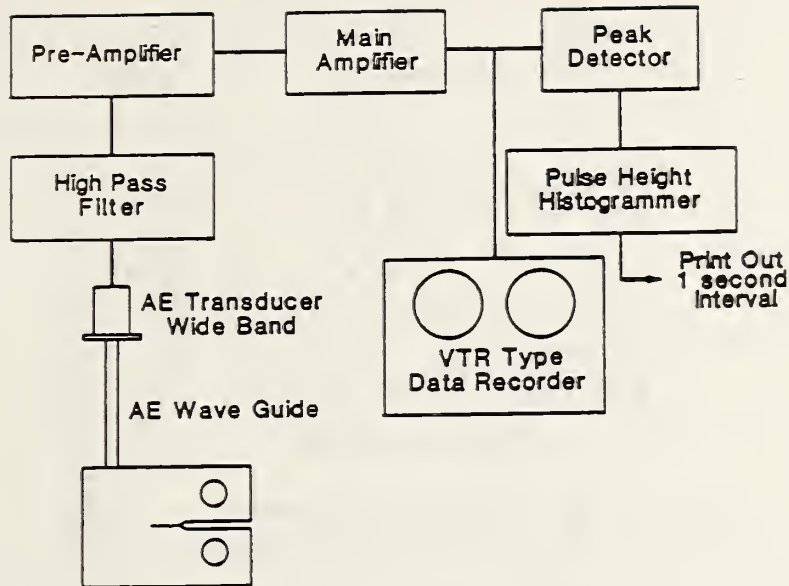 Pre-Amplifier
Main
Amplifier
Peak
Detector
High Pass
Filter
Pulse Height
Histogrammer
Print Out
1 second
Interval
AE Transducer
Wide Band
VTR Type
Data Recorder
AE Wave Guide